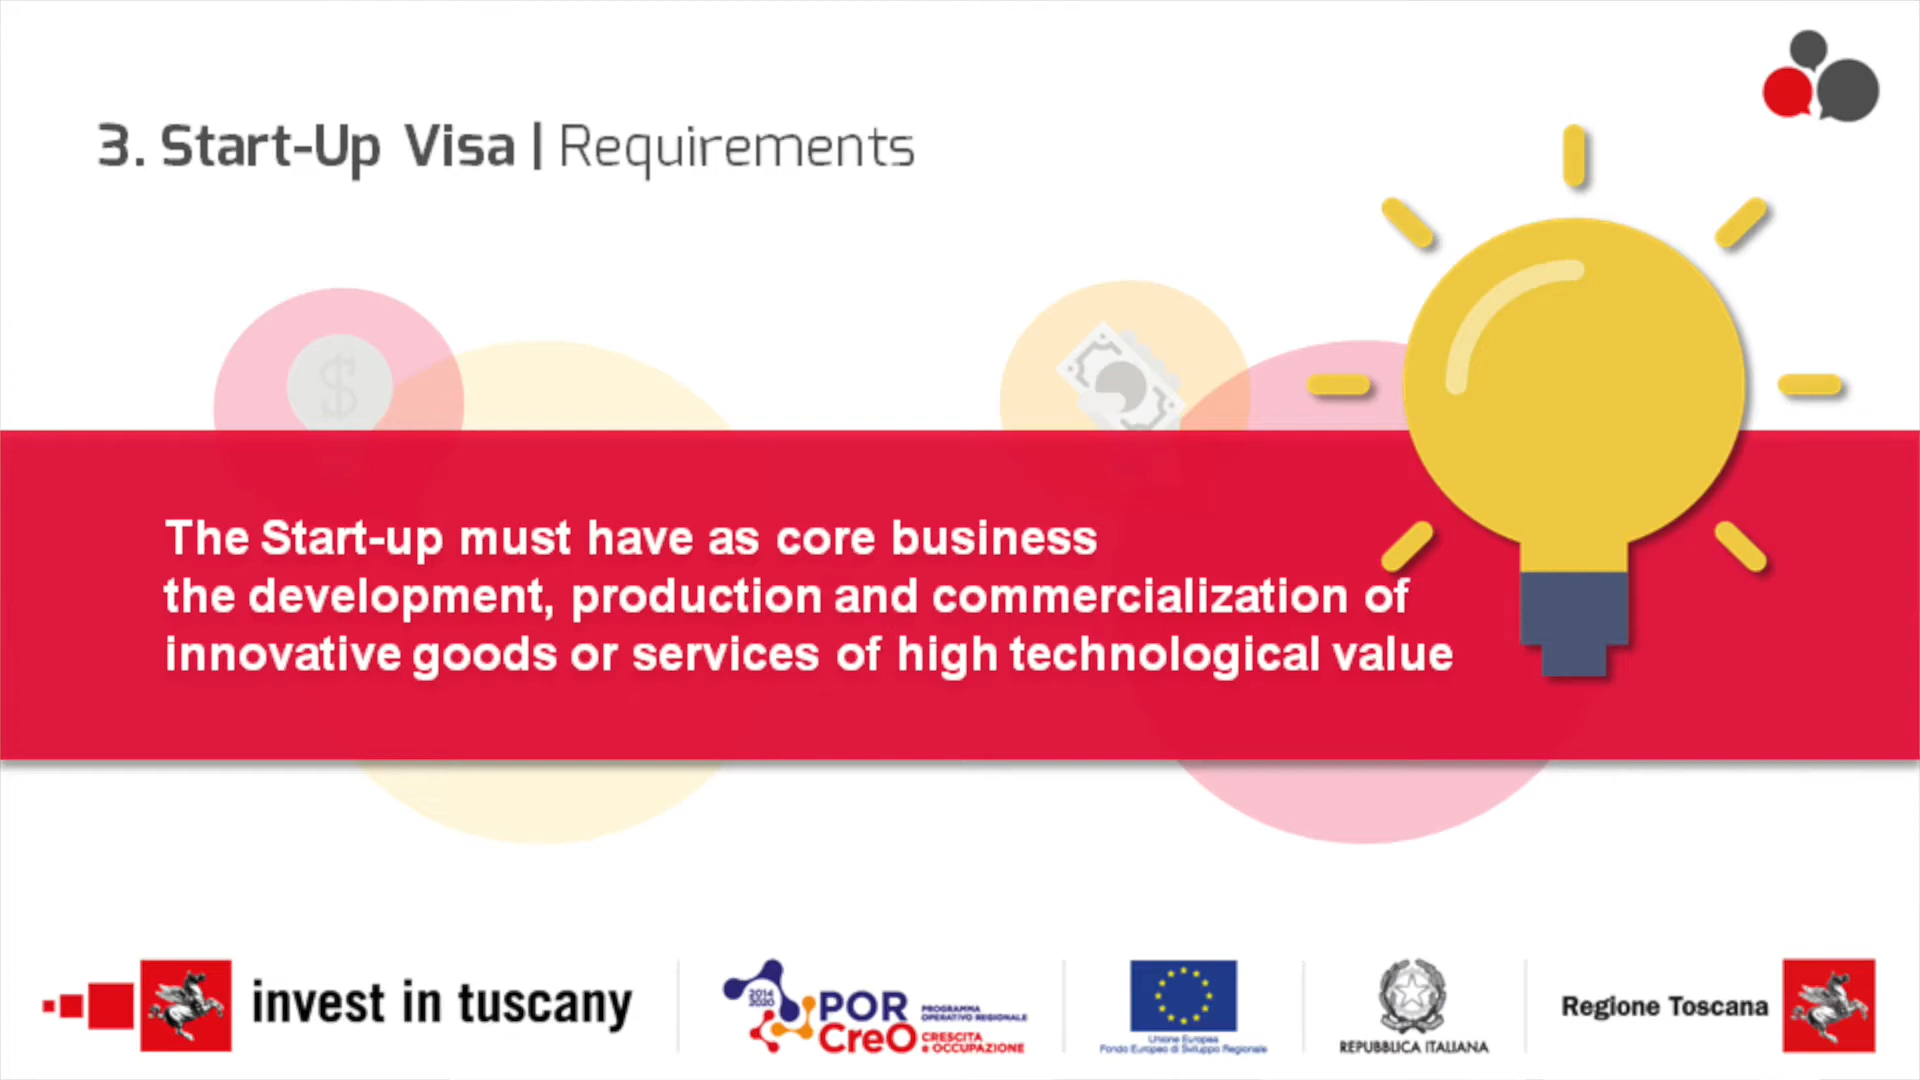 3. Start-Up Visa | Requirements
$
The Start-up must have as core business
the development, production and commercialization of
innovative goods or services of high technological value
invest in tuscany
2014
2020
POR
CreO
PROGRAMMA
OPERATIVO REGIONALE
CRESCITA
e OCCUPAZIONE
Unione Europea
Fondo Europeo di Sviluppo Regionale
REPUBBLICA ITALIANA
Regione Toscana